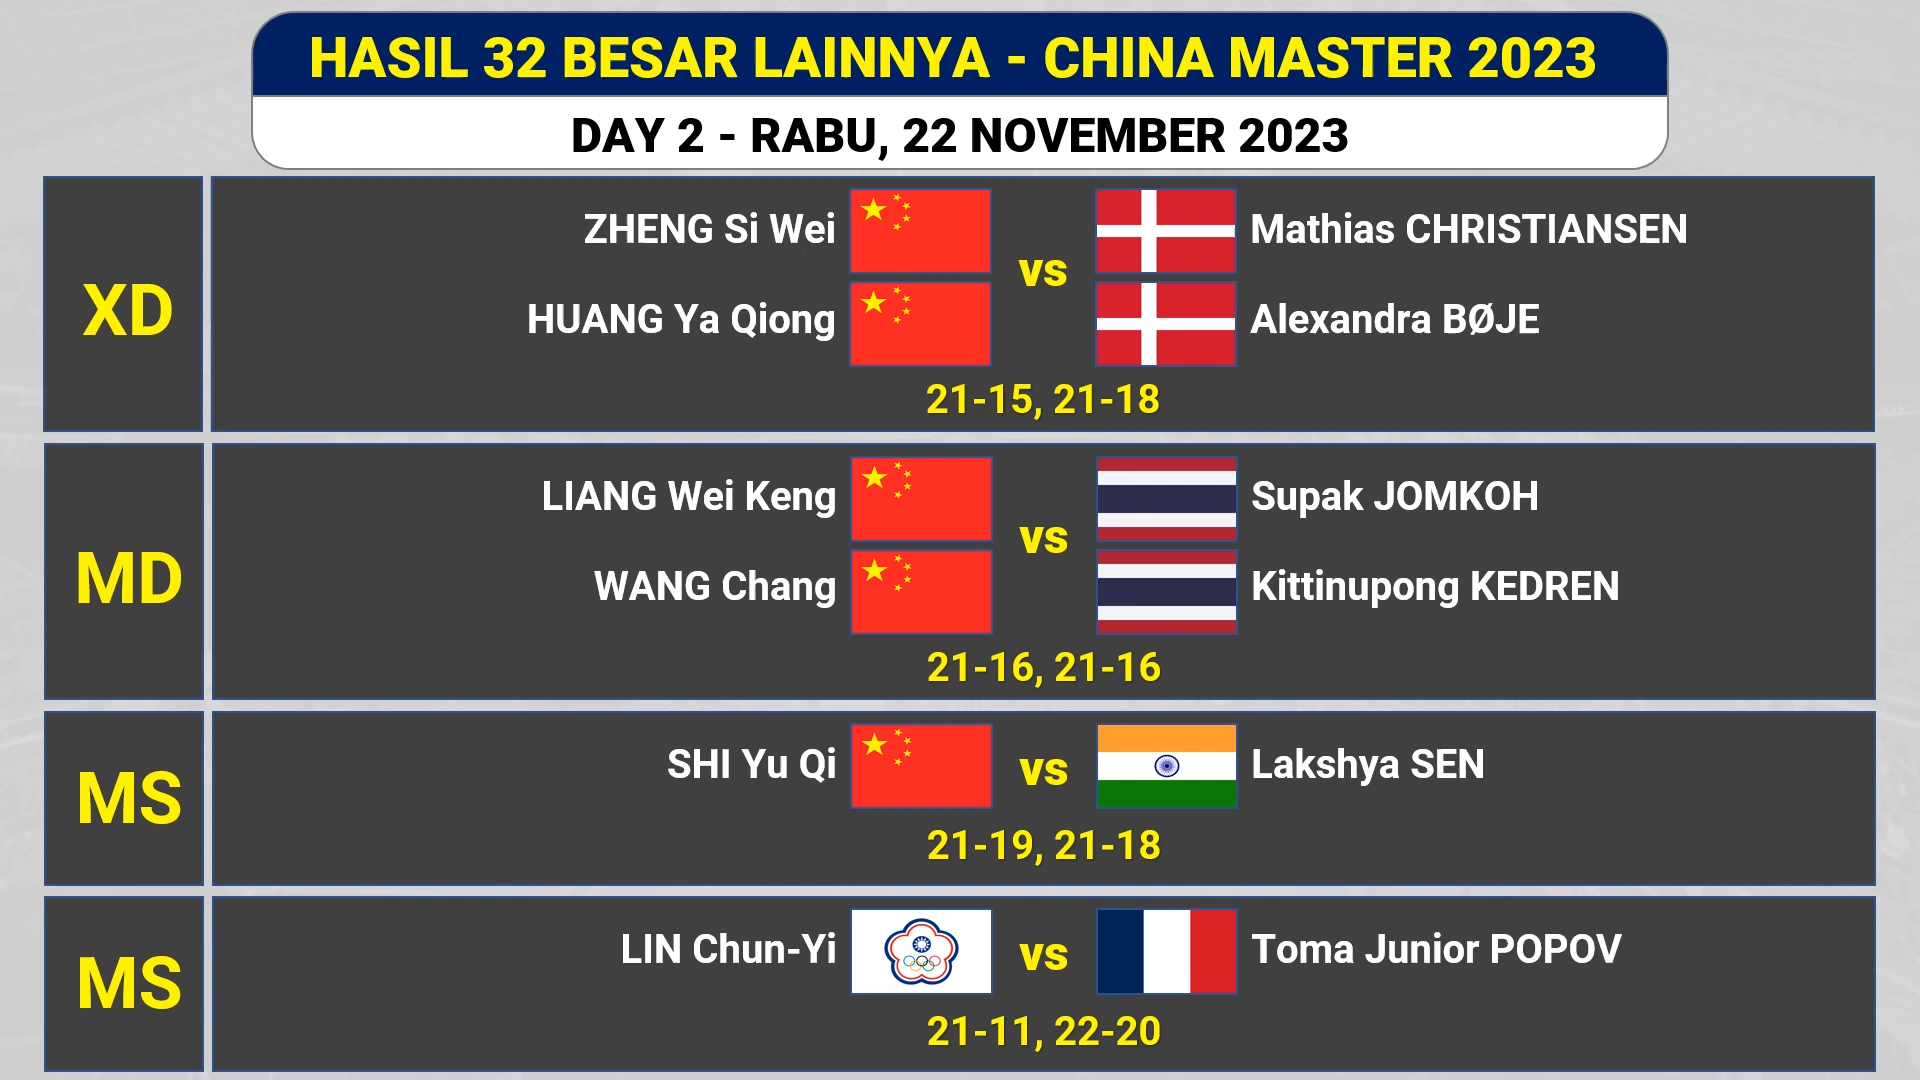 HASIL 32 BESAR LAINNYA - CHINA MASTER 2023
DAY 2 - RABU, 22 NOVEMBER 2023
XD
ZHENG Si Wei vs Mathias CHRISTIANSEN
HUANG Ya Qiong Alexandra BØJE
21-15, 21-18
MD
LIANG Wei Keng vs Supak JOMKOH
WANG Chang Kittinupong KEDREN
21-16, 21-16
MS
SHI Yu Qi vs Lakshya SEN
21-19, 21-18
MS
LIN Chun-Yi vs Toma Junior POPOV
21-11, 22-20